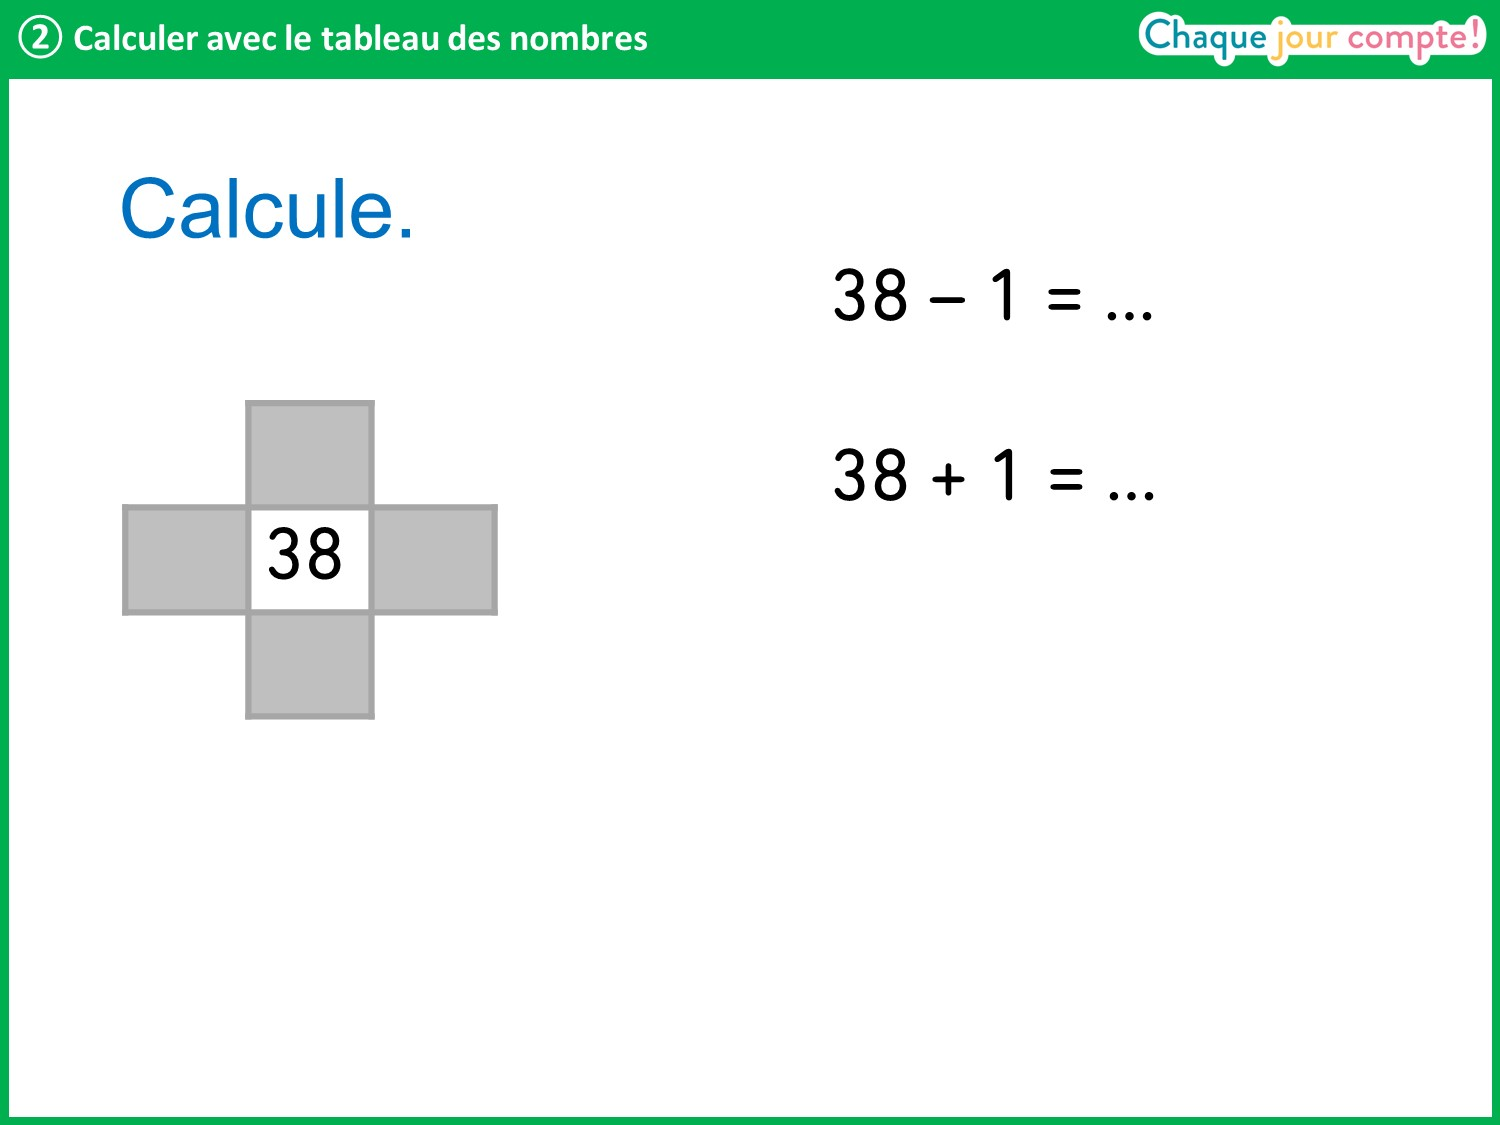 ② Calculer avec le tableau des nombres
Chaque jour compte!
Calcule.
38 – 1 = ...
38 + 1 = ...
38